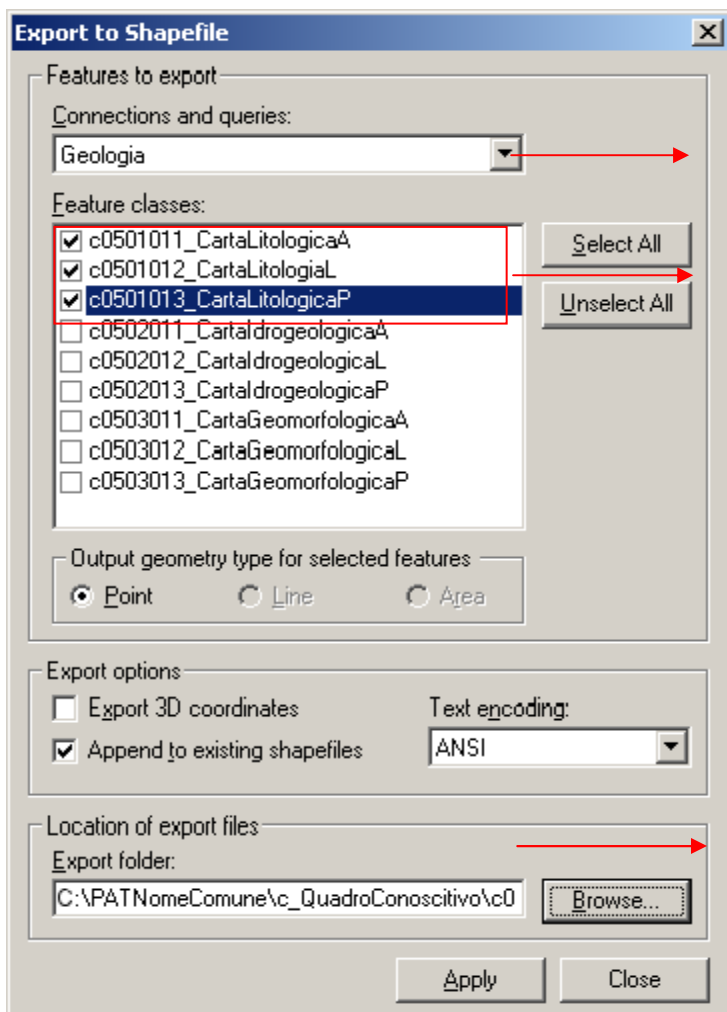 Export to Shapefile
Features to export
Connections and queries:
Geologia
Feature classes:
c0501011_CartaLitologicaA
c0501012_CartaLitologiaL
c0501013_CartaLitologicaP
c0502011_CartaIdrogeologicaA
c0502012_CartaIdrogeologicaL
c0502013_CartaIdrogeologicaP
c0503011_CartaGeomorfologicaA
c0503012_CartaGeomorfologicaL
c0503013_CartaGeomorfologicaP
Select All
Unselect All
Output geometry type for selected features
Point Line Area
Export options
Export 3D coordinates
Append to existing shapefiles
Text encoding:
ANSI
Location of export files
Export folder:
C:\PATNomeComune\c_QuadroConoscitivo\c0
Browse...
Apply Close